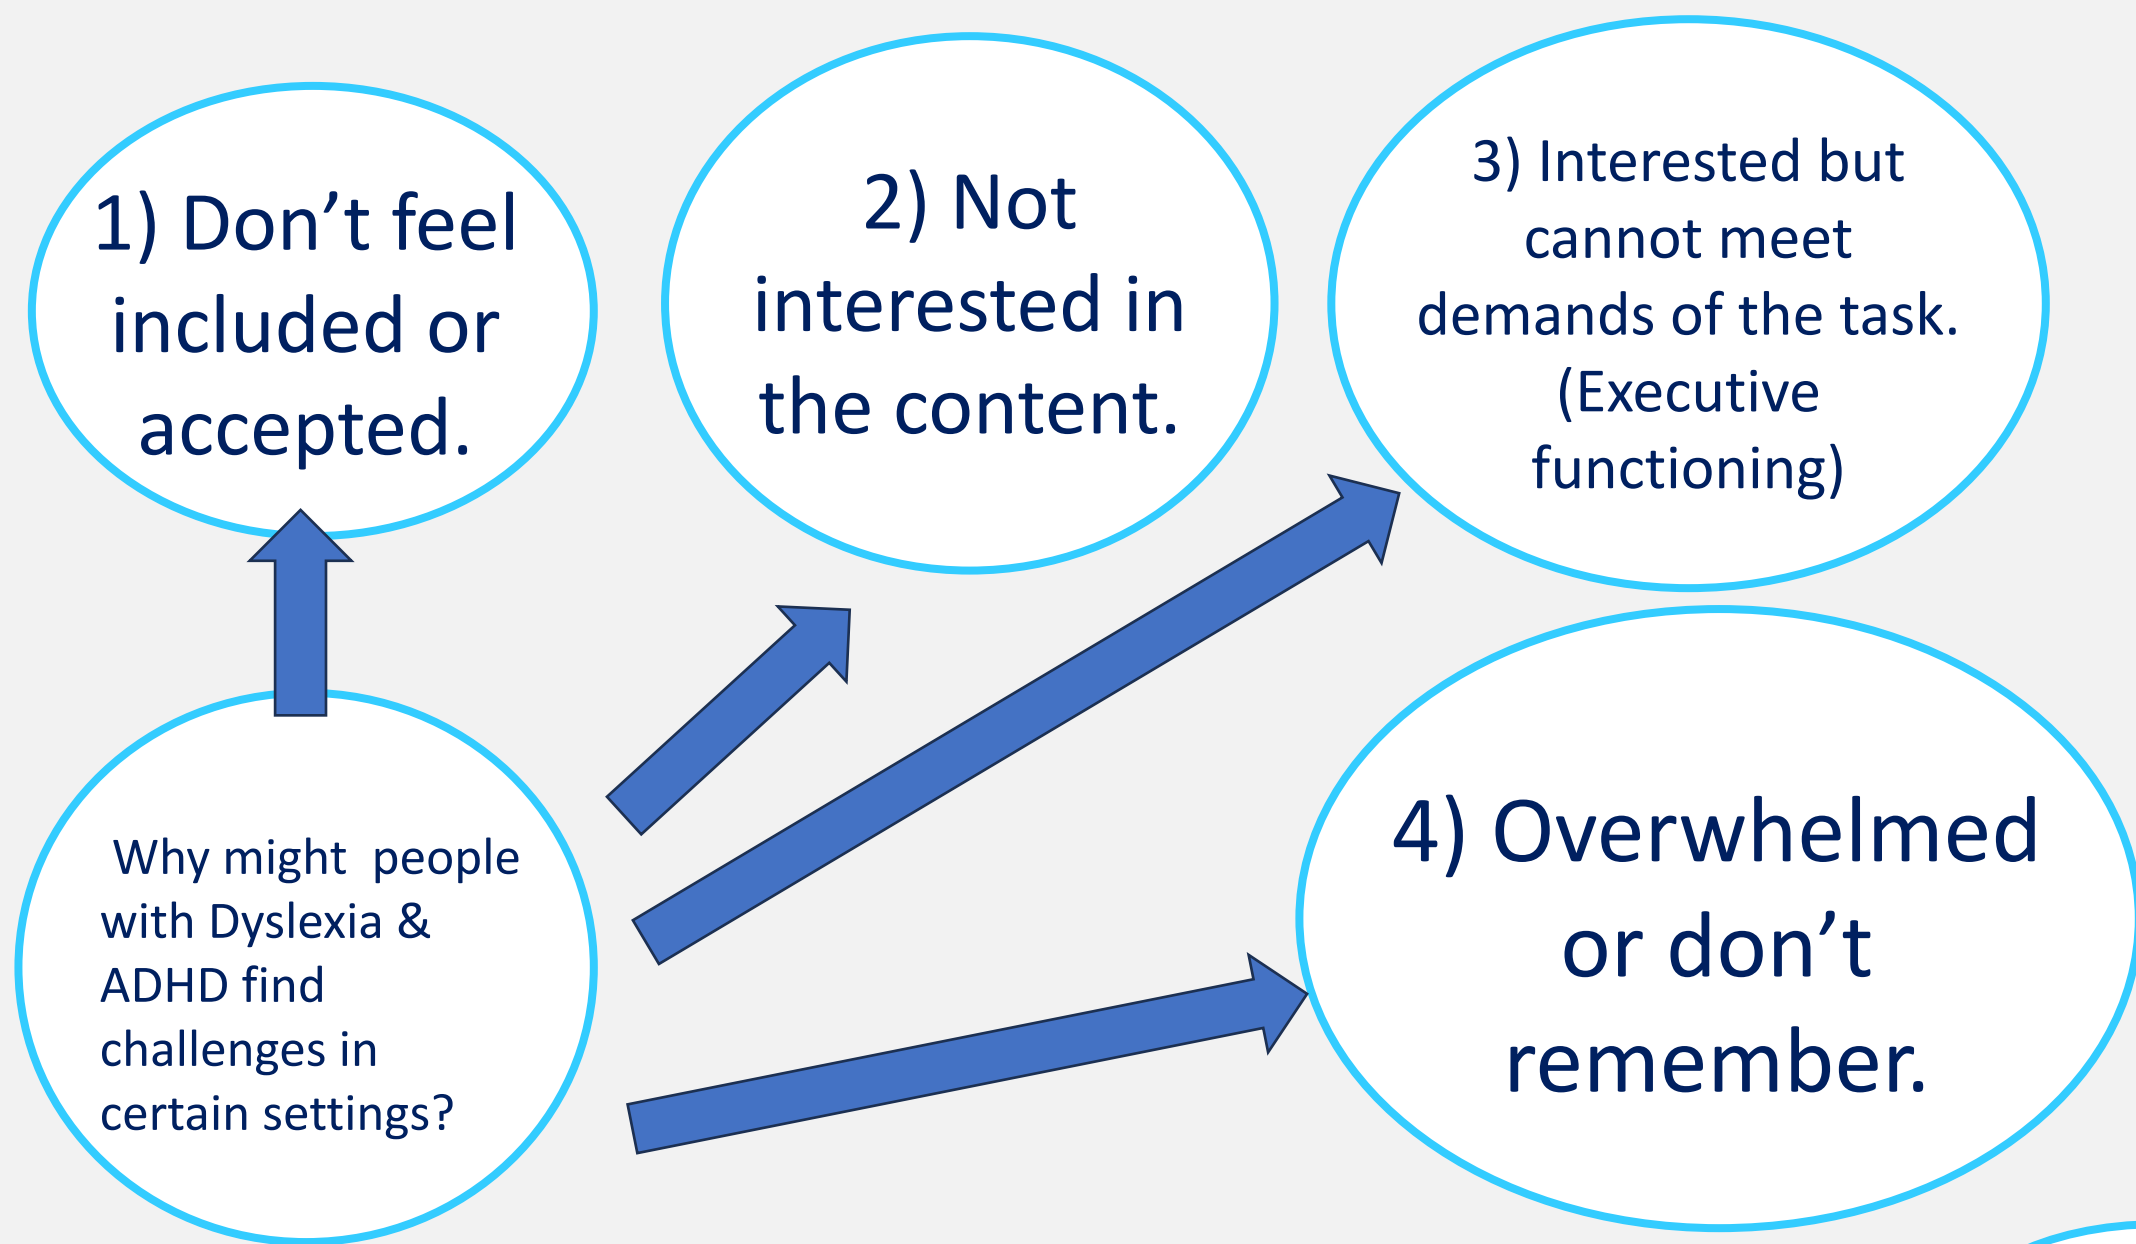 1) Don’t feel
included or
accepted.
2) Not
interested in
the content.
3) Interested but
cannot meet
demands of the task.
(Executive
functioning)
Why might  people
with Dyslexia &
ADHD find
challenges in
certain settings?
4) Overwhelmed
or don’t
remember.